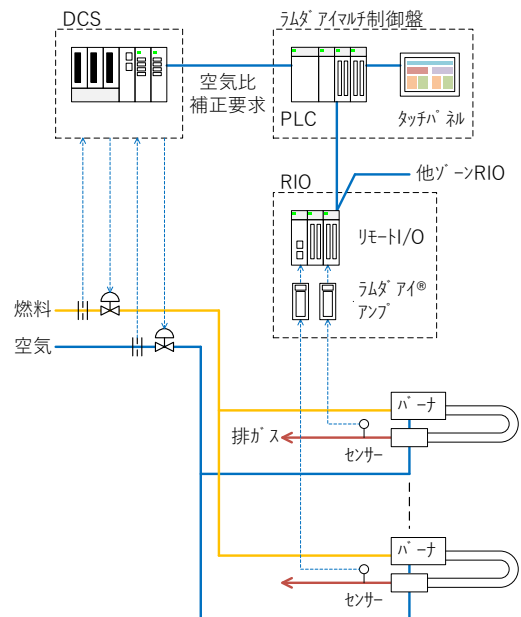 DCS
ﾗﾑﾀﾞｱｲﾏﾙﾁ制御盤
空気比
補正要求
PLC
ﾀｯﾁﾊﾟﾈﾙ
他ｿﾞｰﾝRIO
RIO
ﾘﾓｰﾄI/O
ﾗﾑﾀﾞｱｲ®
ｱﾝﾌﾟ
燃料
空気
ﾊﾞｰﾅ
排ｶﾞｽ
ｾﾝｻｰ
ﾊﾞｰﾅ
ｾﾝｻｰ